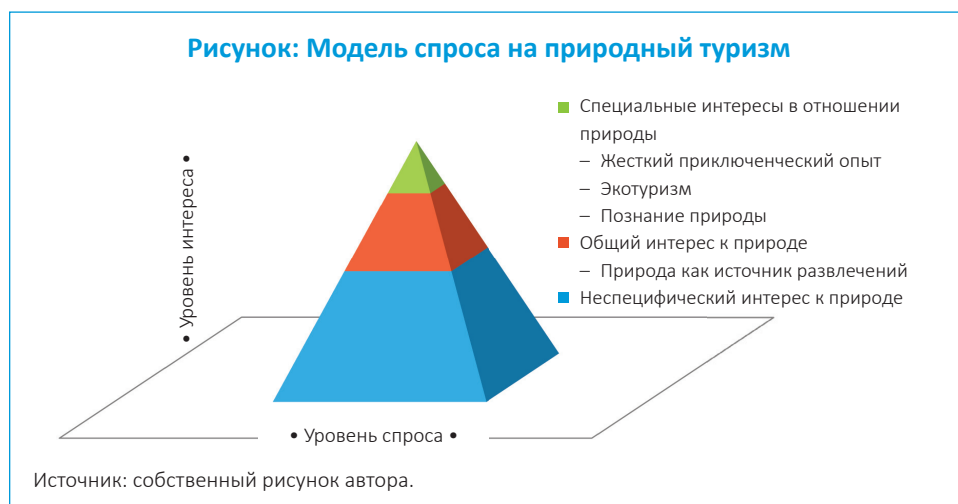 Рисунок: Модель спроса на природный туризм
Специальные интересы в отношении
природы
– Жесткий приключенческий опыт
– Экотуризм
– Познание природы
Общий интерес к природе
– Природа как источник развлечений
Неспецифический интерес к природе
• Уровень интереса •
• Уровень спроса •
Источник: собственный рисунок автора.